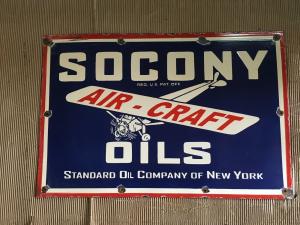 SOCONY
REG. U.S. PAT. OFF.
AIR-CRAFT
OILS
STANDARD OIL COMPANY OF NEW YORK